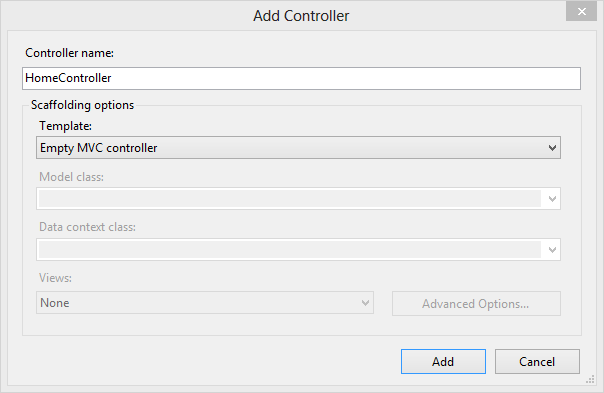 Add Controller
Controller name:
HomeController
Scaffolding options
Template:
Empty MVC controller
Model class:
Data context class:
Views:
None
Advanced Options...
Add
Cancel